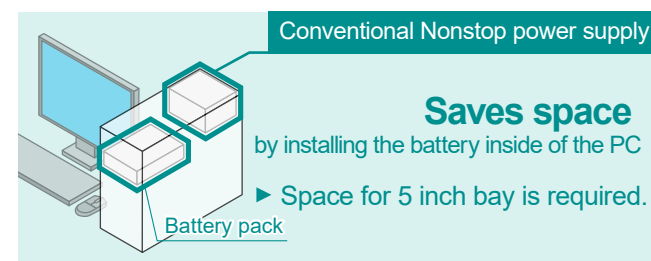 Conventional Nonstop power supply
Saves space
by installing the battery inside of the PC
► Space for 5 inch bay is required.
Battery pack